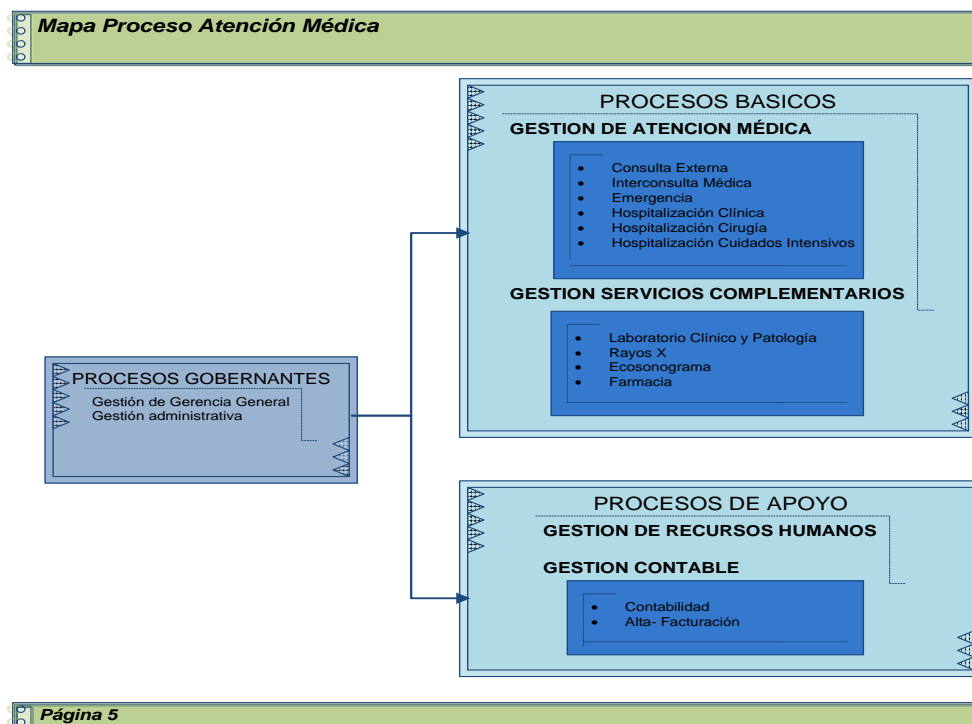 Mapa Proceso Atención Médica
PROCESOS GOBERNANTES
Gestión de Gerencia General
Gestión administrativa
PROCESOS BASICOS
GESTION DE ATENCION MÉDICA
• Consulta Externa
• Interconsulta Médica
• Emergencia
• Hospitalización Clínica
• Hospitalización Cirugía
• Hospitalización Cuidados Intensivos
GESTION SERVICIOS COMPLEMENTARIOS
• Laboratorio Clínico y Patología
• Rayos X
• Ecosonograma
• Farmacia
PROCESOS DE APOYO
GESTION DE RECURSOS HUMANOS
GESTION CONTABLE
• Contabilidad
• Alta- Facturación
Página 5